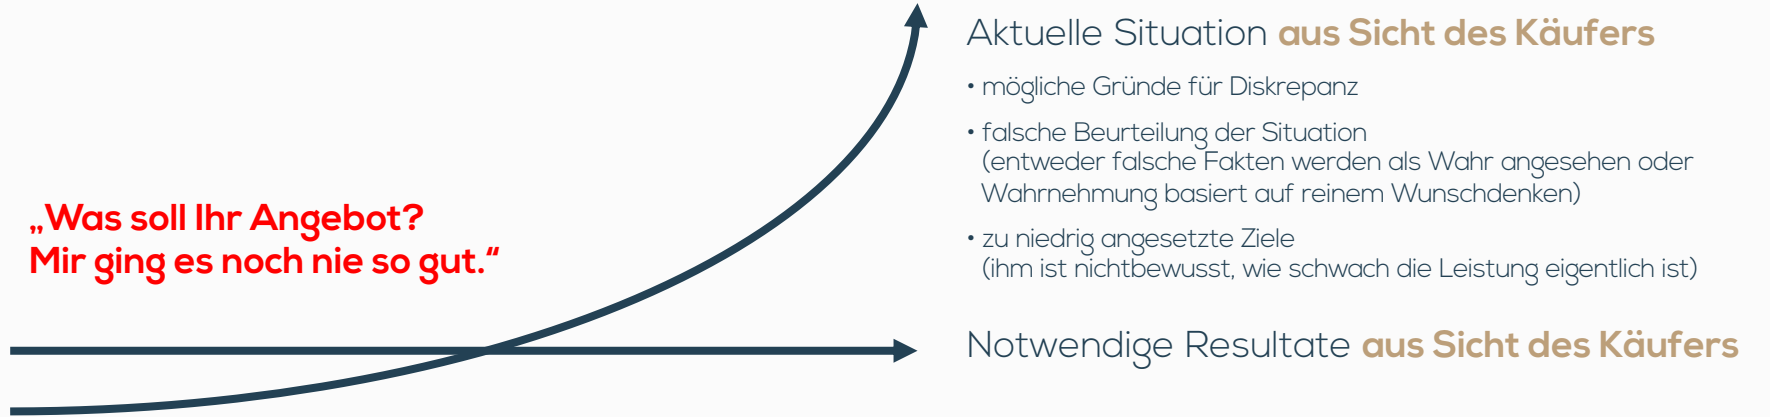 „Was soll Ihr Angebot?
Mir ging es noch nie so gut.“
Aktuelle Situation aus Sicht des Käufers
• mögliche Gründe für Diskrepanz
• falsche Beurteilung der Situation
(entweder falsche Fakten werden als Wahr angesehen oder
Wahrnehmung basiert auf reinem Wunschdenken)
• zu niedrig angesetzte Ziele
(ihm ist nichtbewusst, wie schwach die Leistung eigentlich ist)
Notwendige Resultate aus Sicht des Käufers